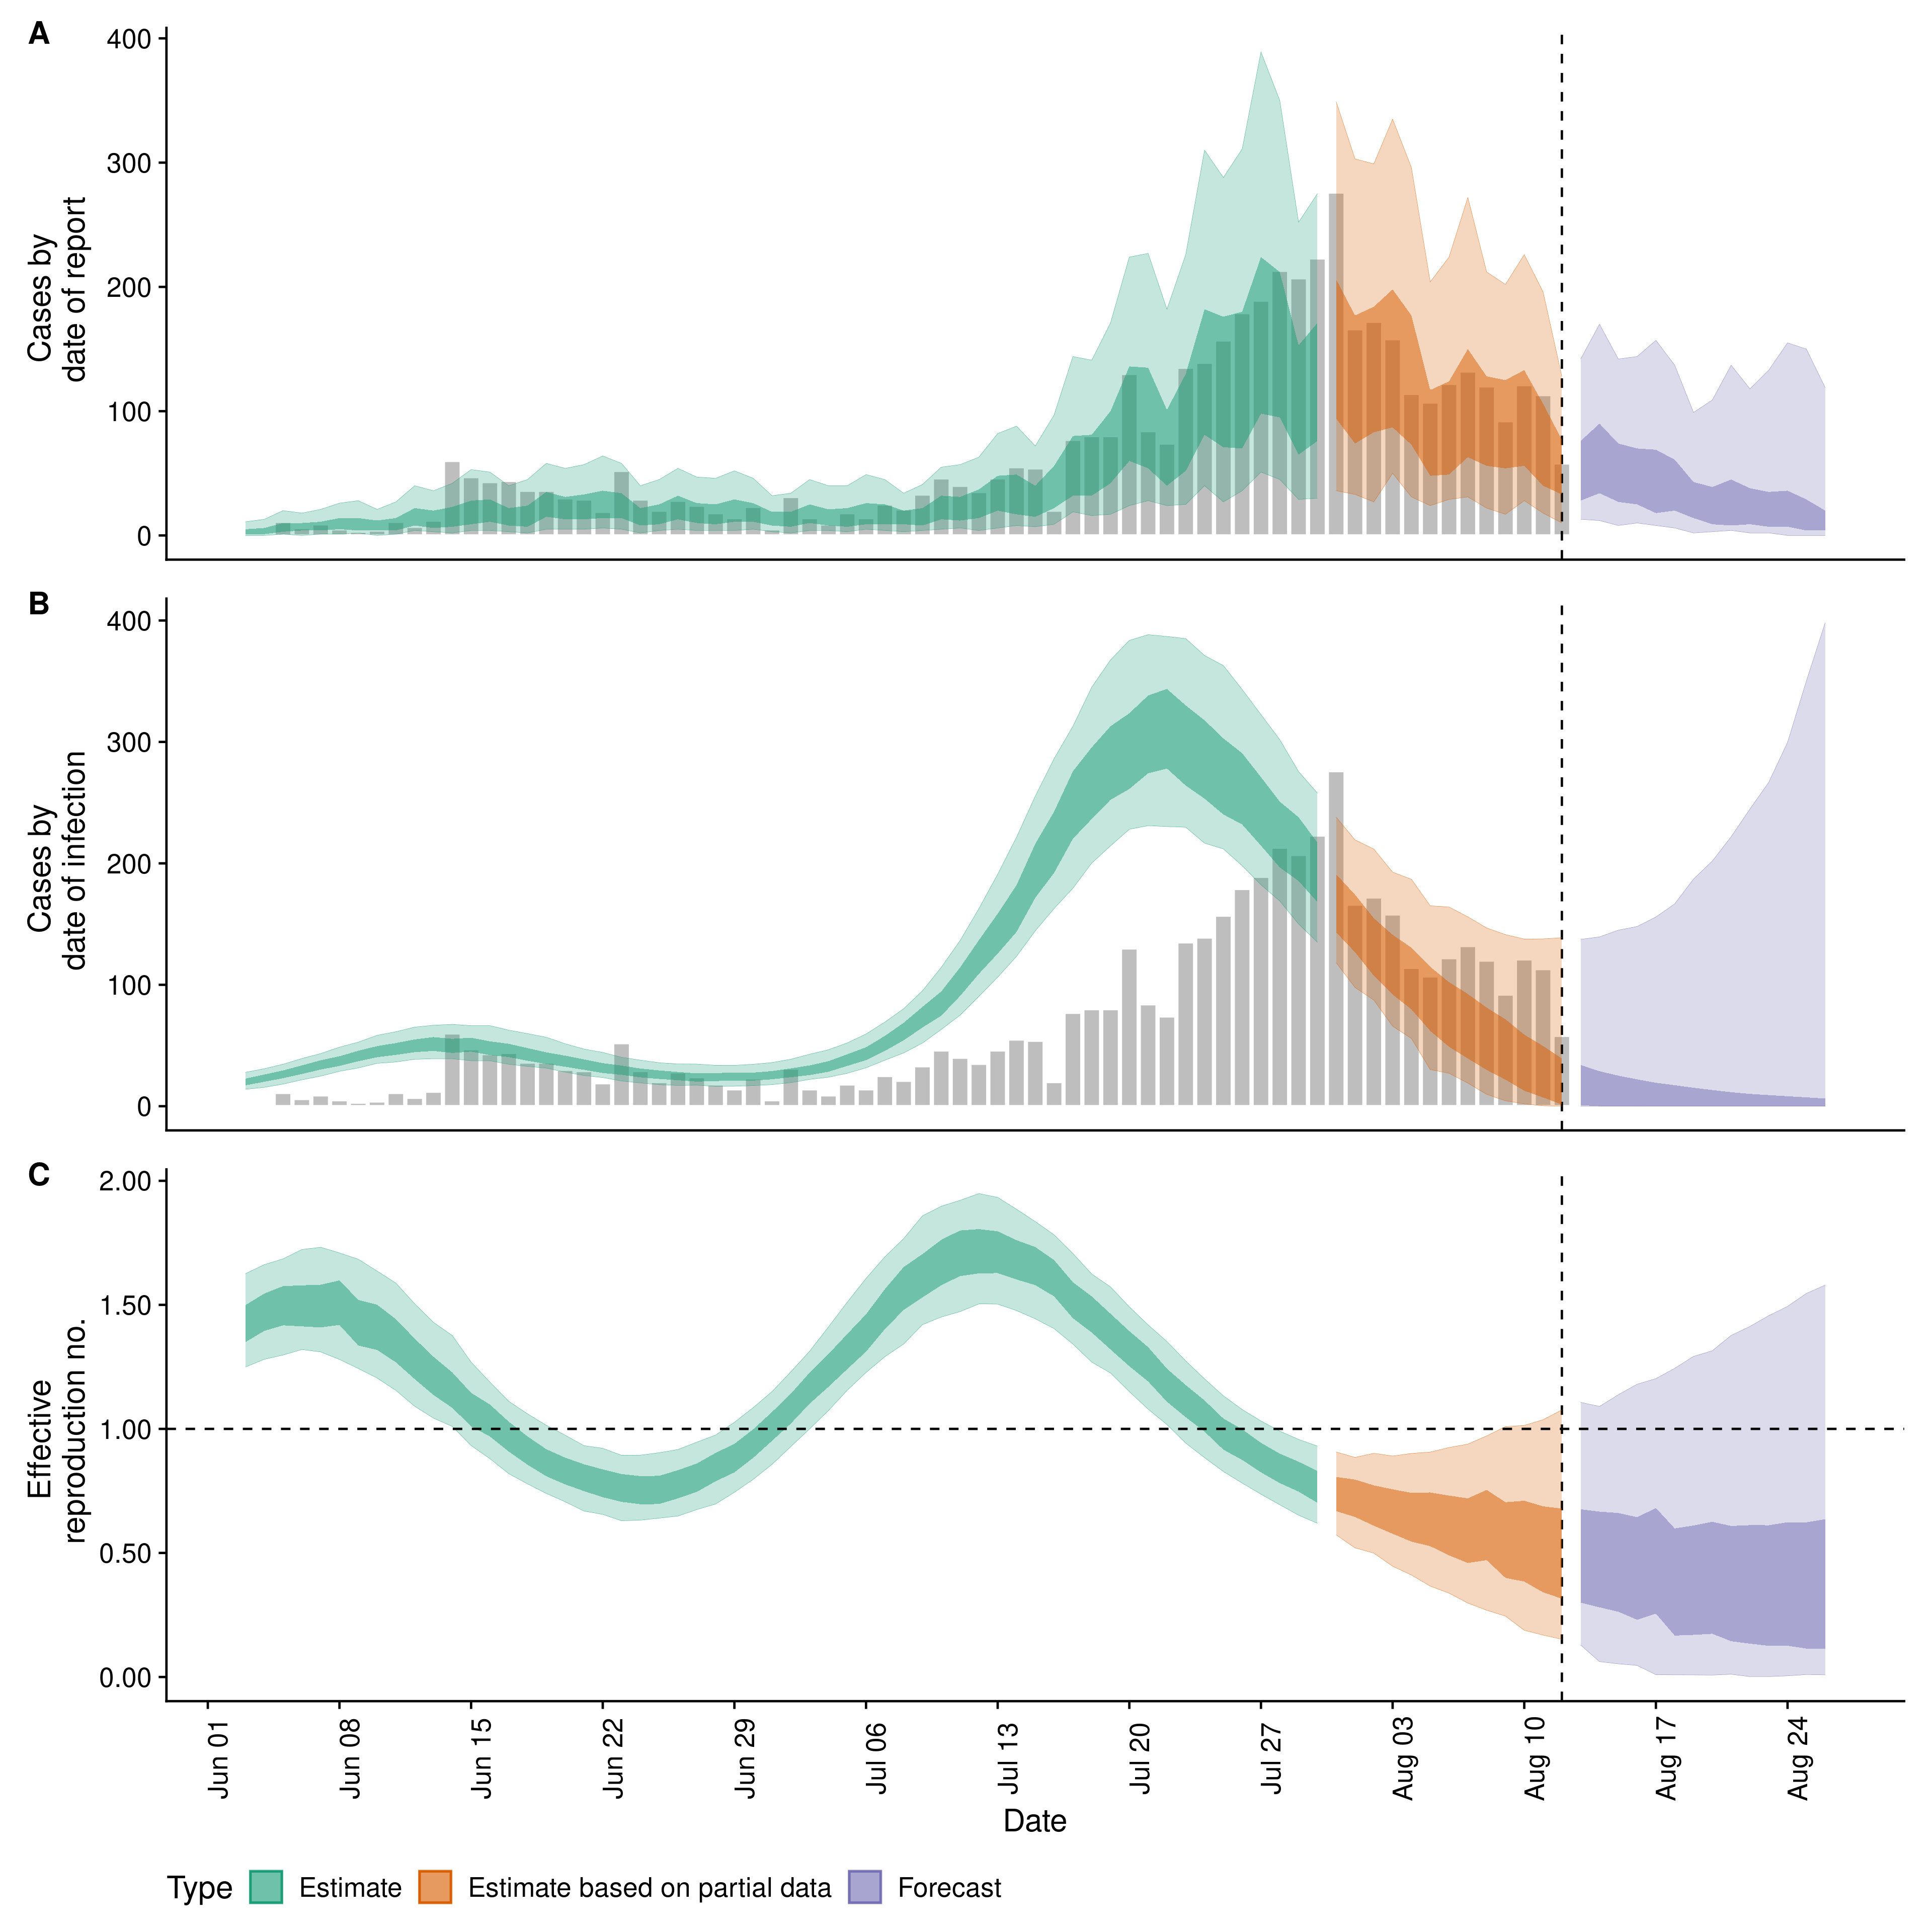 A
400
300
200
100
0
Cases by
date of report
B
400
300
200
100
0
Cases by
date of infection
C
2.00
1.50
1.00
0.50
0.00
Effective
reproduction no.
Jun 01
Jun 08
Jun 15
Jun 22
Jun 29
Jul 06
Jul 13
Jul 20
Jul 27
Aug 03
Aug 10
Aug 17
Aug 24
Date
Type Estimate Estimate based on partial data Forecast